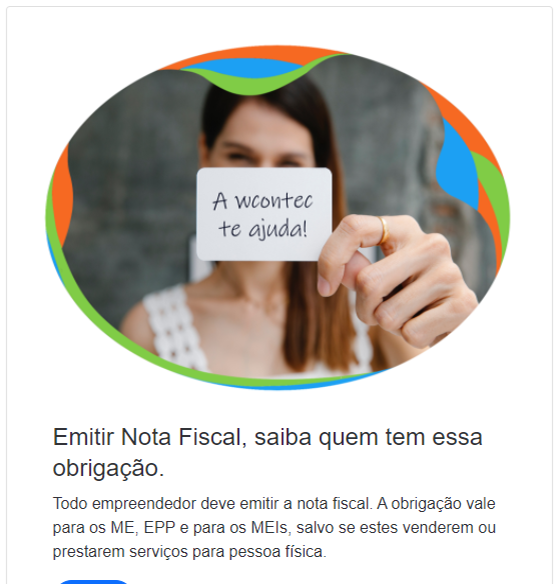 A wcontec
te ajuda!
Emitir Nota Fiscal, saiba quem tem essa
obrigação.
Todo empreendedor deve emitir a nota fiscal. A obrigação vale
para os ME, EPP e para os MEIs, salvo se estes venderem ou
prestarem serviços para pessoa física.